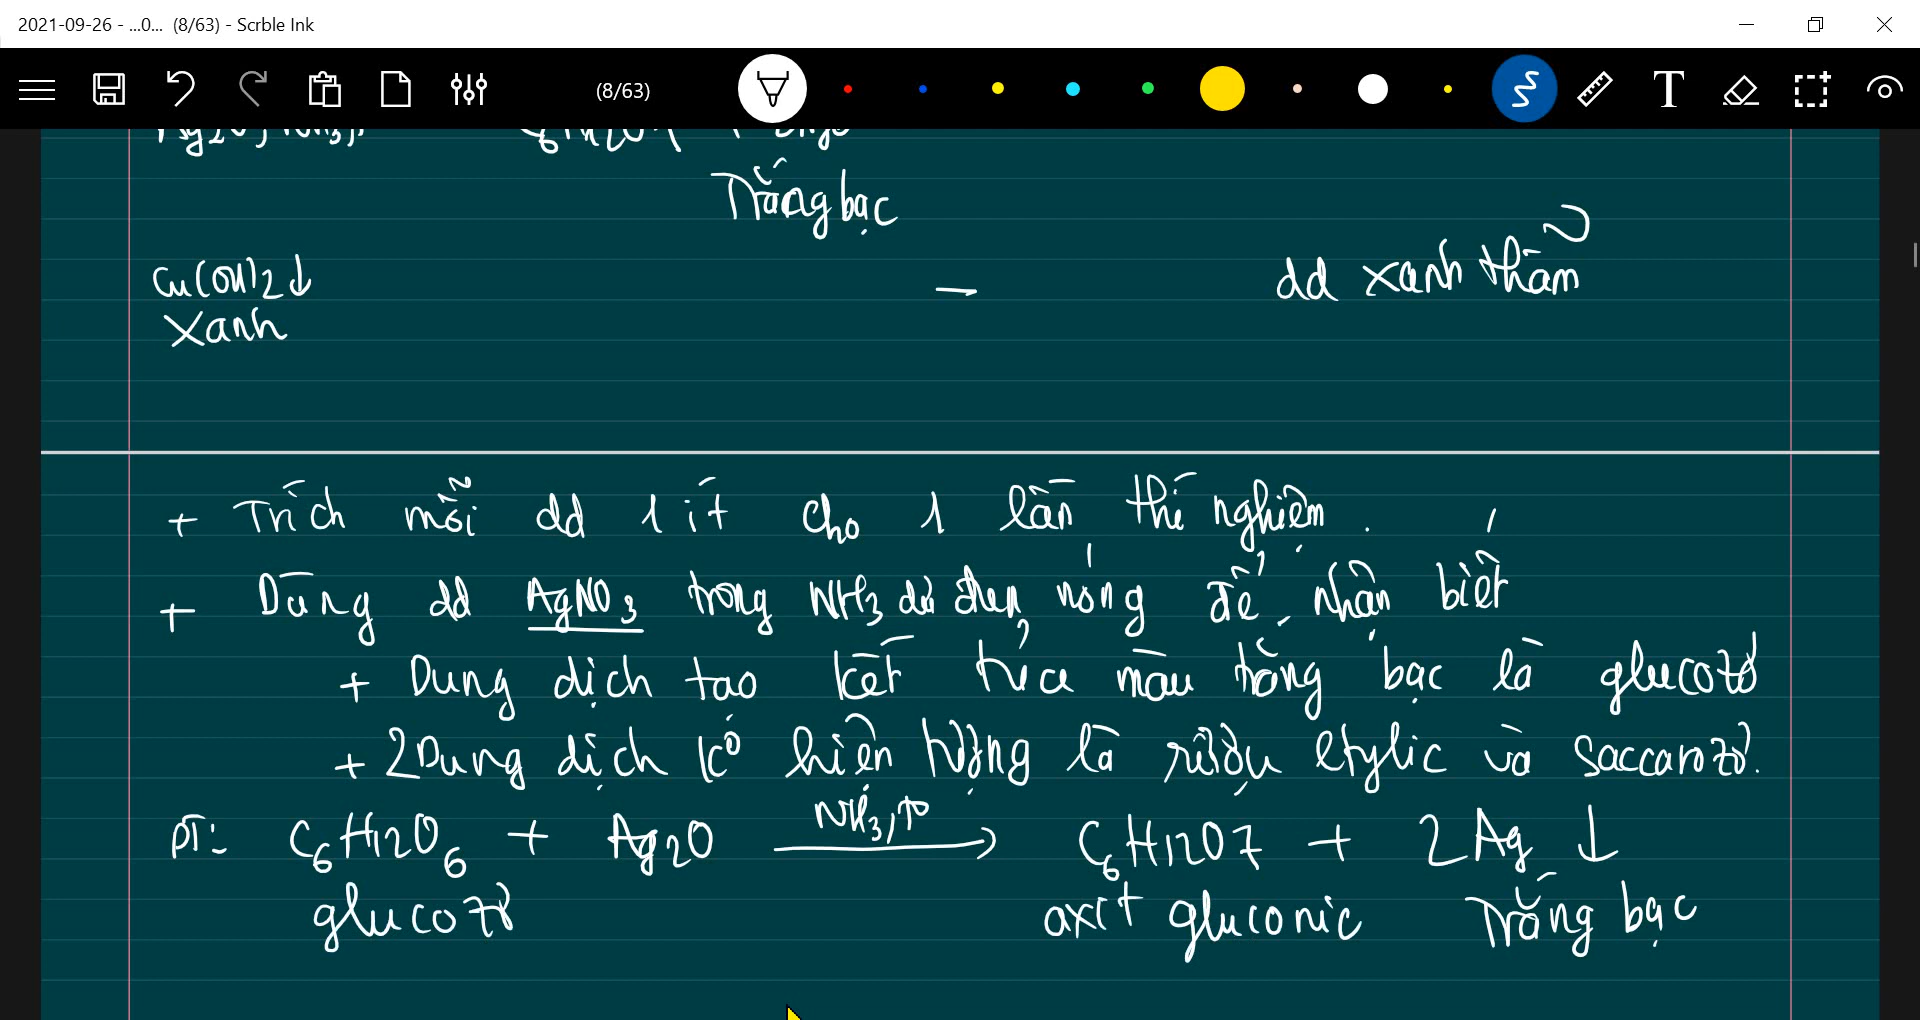 2021-09-26 - ...0... (8/63) - Scrble Ink
(8/63)
T
Trắng bạc
dd xanh thẫm
Cu(OH)2↓ —
xanh
+ Trích mỗi dd 1 ít cho 1 lần thí nghiệm.
+ Dùng dd AgNO3 trong NH3 dư đun nóng để nhận biết
+ Dung dịch tạo kết tủa màu trắng bạc là glucozơ
+ 2 Dung dịch kô hiện tượng là rượu etylic và saccarozơ.
PT: C6H12O6 + Ag2O NH3, t° → C6H12O7 + 2Ag ↓
glucozơ axit gluconic Trắng bạc